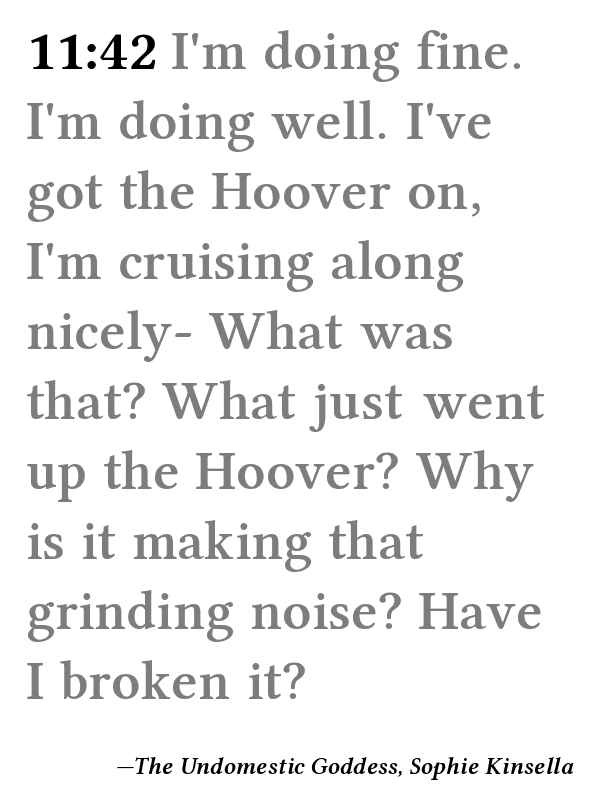 11:42 I'm doing fine.
I'm doing well. I've
got the Hoover on,
I'm cruising along
nicely- What was
that? What just went
up the Hoover? Why
is it making that
grinding noise? Have
I broken it?
—The Undomestic Goddess, Sophie Kinsella